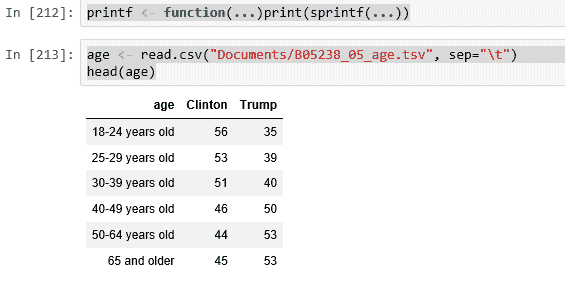 In [212]: printf <- function(...)print(sprintf(...))
In [213]: age <- read.csv("Documents/B05238_05_age.tsv", sep="\t")
head(age)
age Clinton Trump
18-24 years old 56 35
25-29 years old 53 39
30-39 years old 51 40
40-49 years old 46 50
50-64 years old 44 53
65 and older 45 53